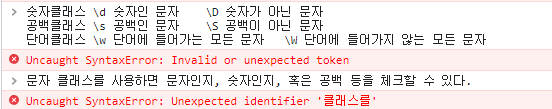 > 숫자클래스 \d 숫자인 문자 \D 숫자가 아닌 문자
공백클래스 \s 공백인 문자 \S 공백이 아닌 문자
단어클래스 \w 단어에 들어가는 모든 문자 \W 단어에 들어가지 않는 모든 문자
Uncaught SyntaxError: Invalid or unexpected token
> 문자 클래스를 사용하면 문자인지, 숫자인지, 혹은 공백 등을 체크할 수 있다.
Uncaught SyntaxError: Unexpected identifier '클래스를'